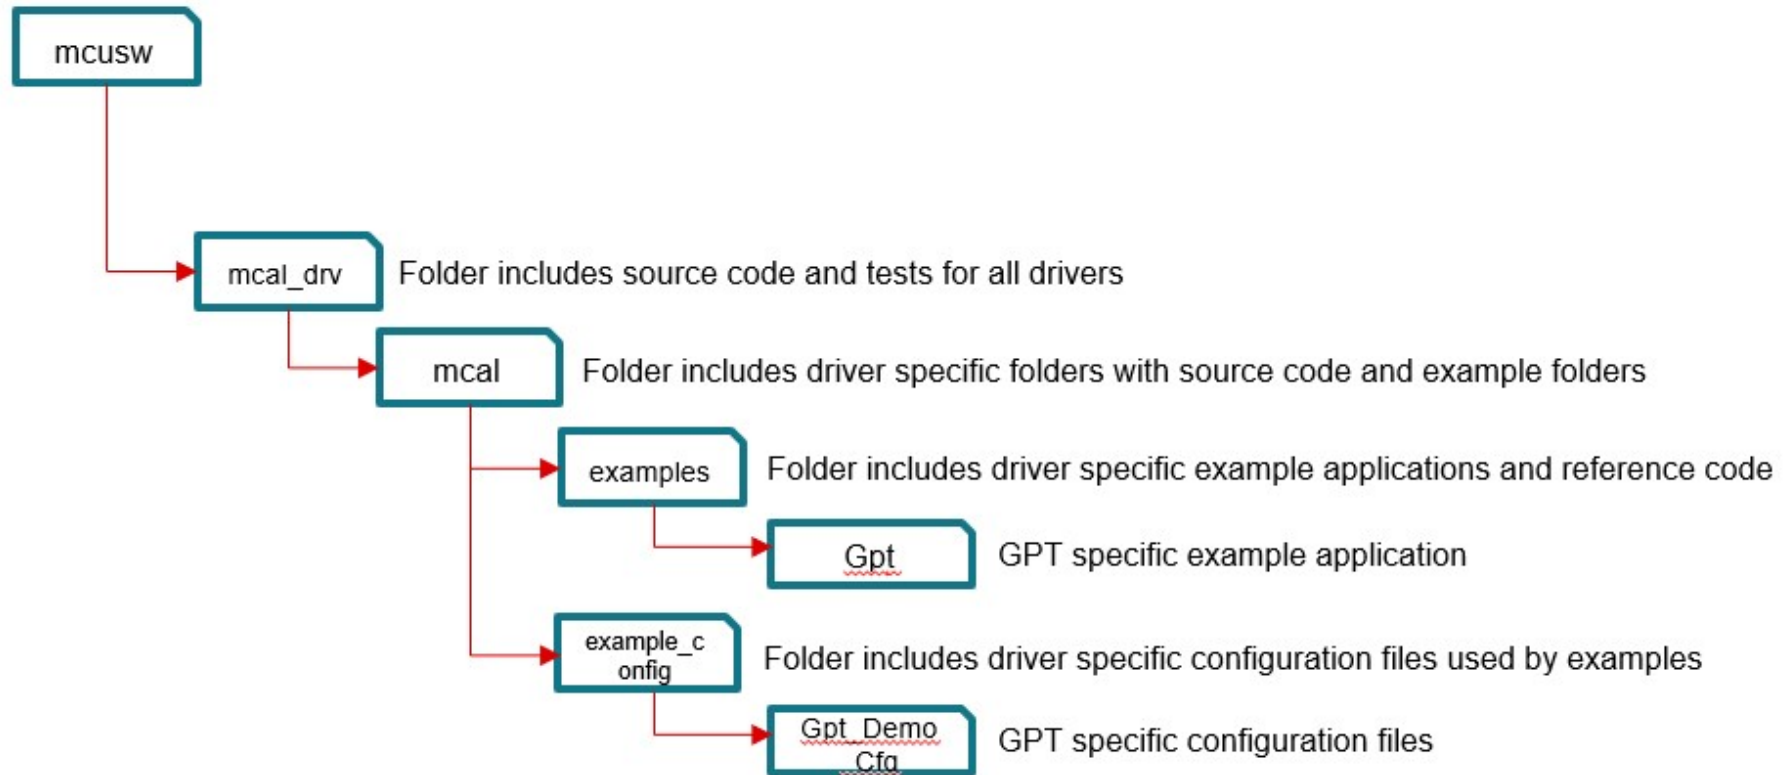 mcusw
mcal_drv
Folder includes source code and tests for all drivers
mcal
Folder includes driver specific folders with source code and example folders
examples
Folder includes driver specific example applications and reference code
Gpt
GPT specific example application
example_c
onfig
Folder includes driver specific configuration files used by examples
Gpt_Demo
Cfg
GPT specific configuration files